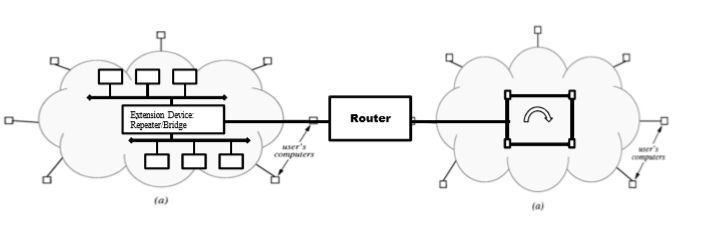 Extension Device:
Repeater/Bridge
Router
user's
computers
(a)
user's
computers
(a)